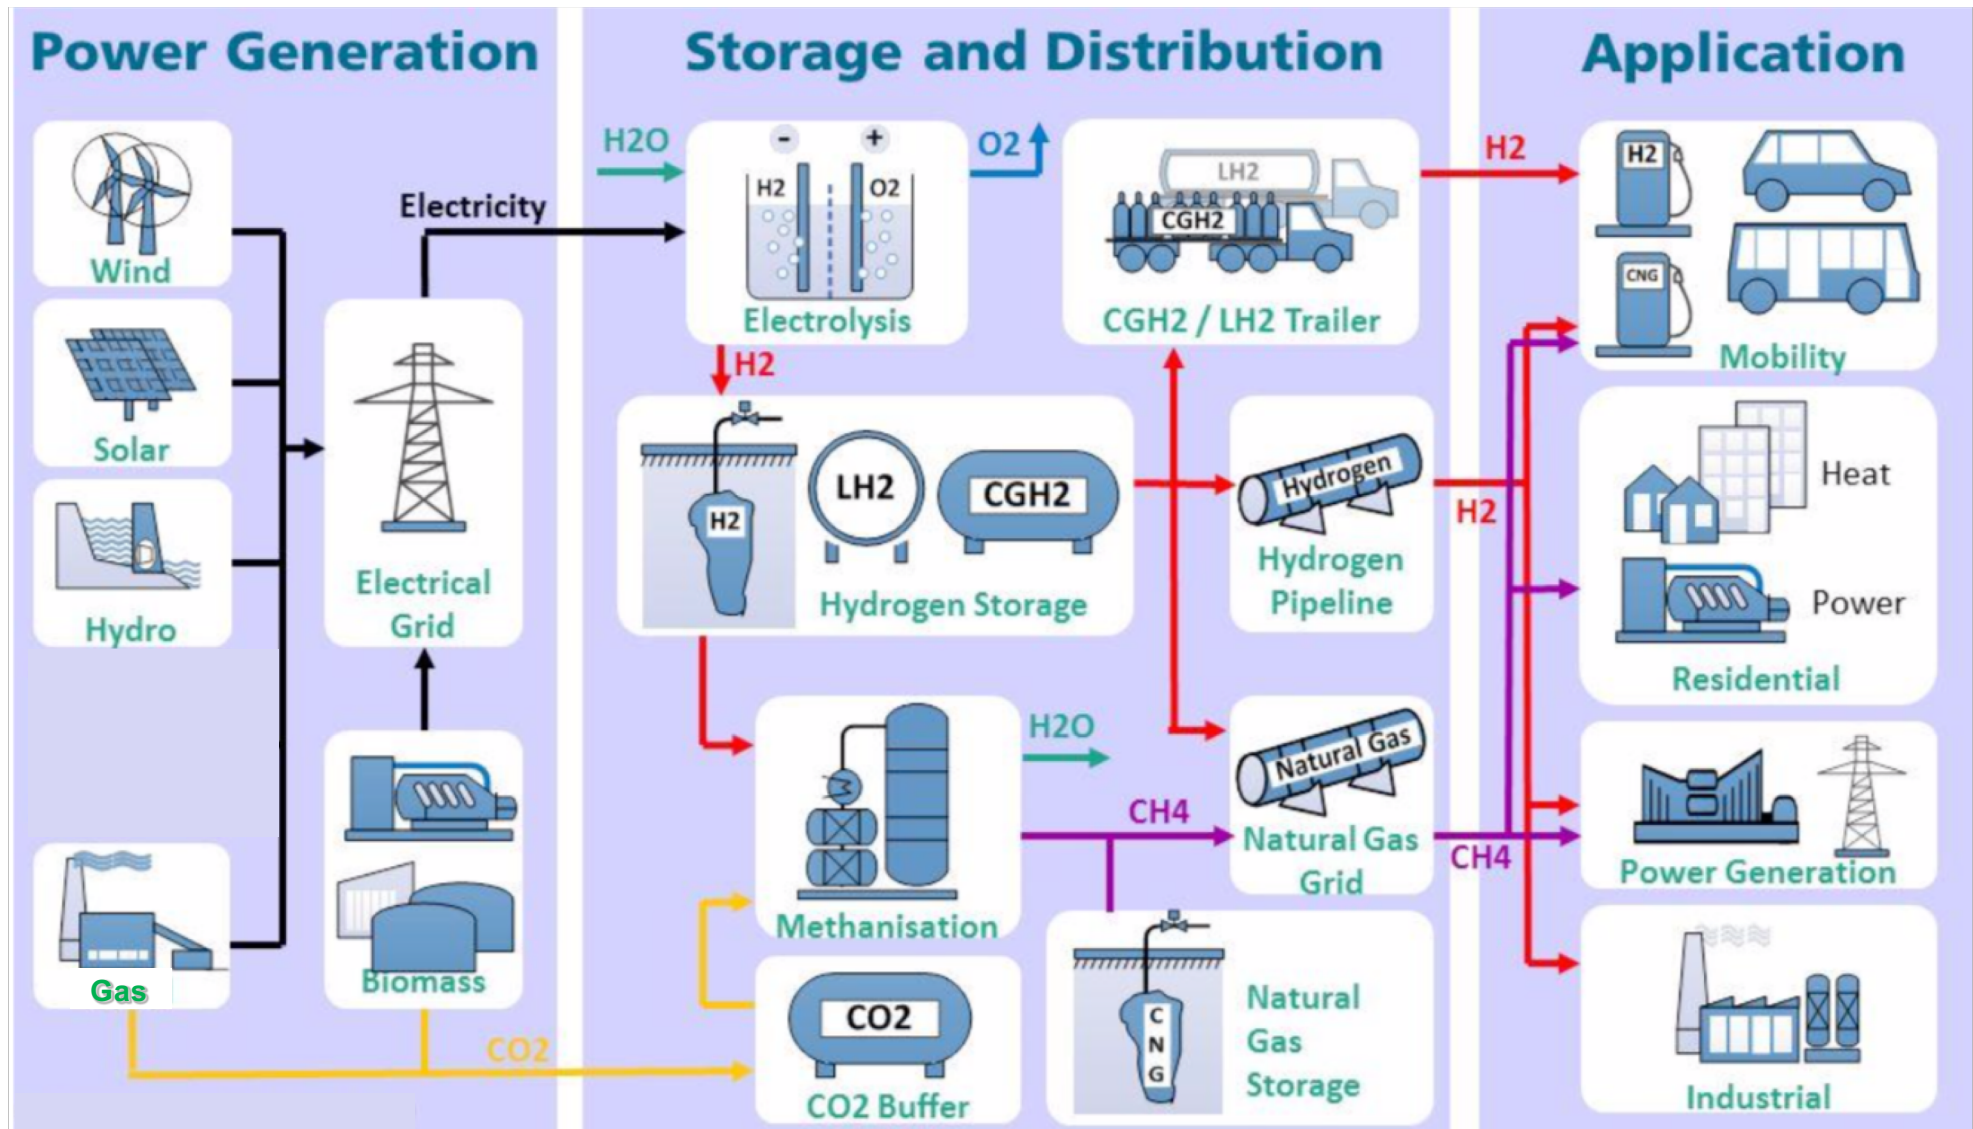 Power Generation
Storage and Distribution
Application
Wind
Solar
Hydro
Gas
Electricity
Electrical
Grid
Biomass
CO2
H2O
-
+
H2
O2
Electrolysis
O2
LH2
CGH2
CGH2 / LH2 Trailer
H2
H2
H2
LH2
CGH2
Hydrogen Storage
Hydrogen
Hydrogen
Pipeline
H2
Methanisation
H2O
CH4
Natural Gas
Natural Gas
Grid
CH4
CO2
CO2 Buffer
C
N
G
Natural
Gas
Storage
H2
CNG
Mobility
Heat
Power
Residential
Power Generation
Industrial